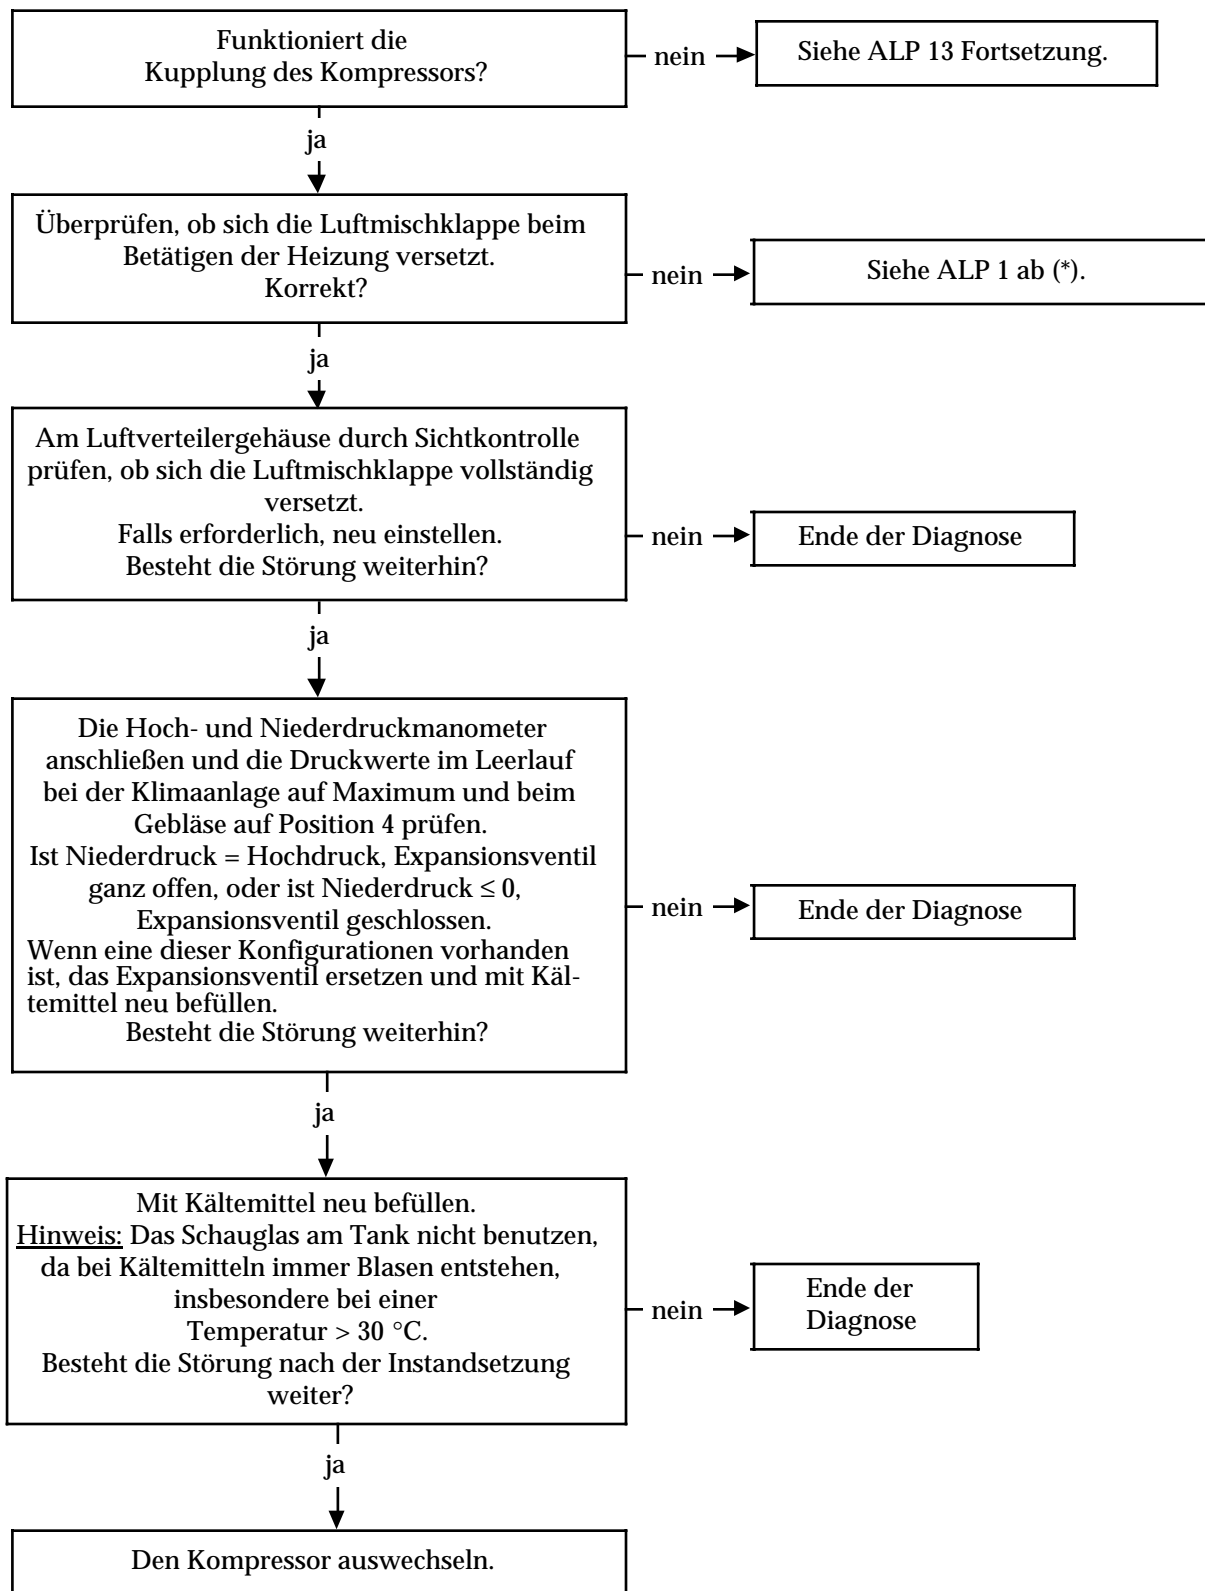 Funktioniert die
Kupplung des Kompressors?
nein
Siehe ALP 13 Fortsetzung.
ja
Überprüfen, ob sich die Luftmischklappe beim
Betätigen der Heizung versetzt.
Korrekt?
nein
Siehe ALP 1 ab (*).
ja
Am Luftverteilergehäuse durch Sichtkontrolle
prüfen, ob sich die Luftmischklappe vollständig
versetzt.
Falls erforderlich, neu einstellen.
Besteht die Störung weiterhin?
nein
Ende der Diagnose
ja
Die Hoch- und Niederdruckmanometer
anschließen und die Druckwerte im Leerlauf
bei der Klimaanlage auf Maximum und beim
Gebläse auf Position 4 prüfen.
Ist Niederdruck = Hochdruck, Expansionsventil
ganz offen, oder ist Niederdruck ≤ 0,
Expansionsventil geschlossen.
Wenn eine dieser Konfigurationen vorhanden
ist, das Expansionsventil ersetzen und mit Käl-
temittel neu befüllen.
Besteht die Störung weiterhin?
nein
Ende der Diagnose
ja
Mit Kältemittel neu befüllen.
Hinweis: Das Schauglas am Tank nicht benutzen,
da bei Kältemitteln immer Blasen entstehen,
insbesondere bei einer
Temperatur > 30 °C.
Besteht die Störung nach der Instandsetzung
weiter?
nein
Ende der
Diagnose
ja
Den Kompressor auswechseln.